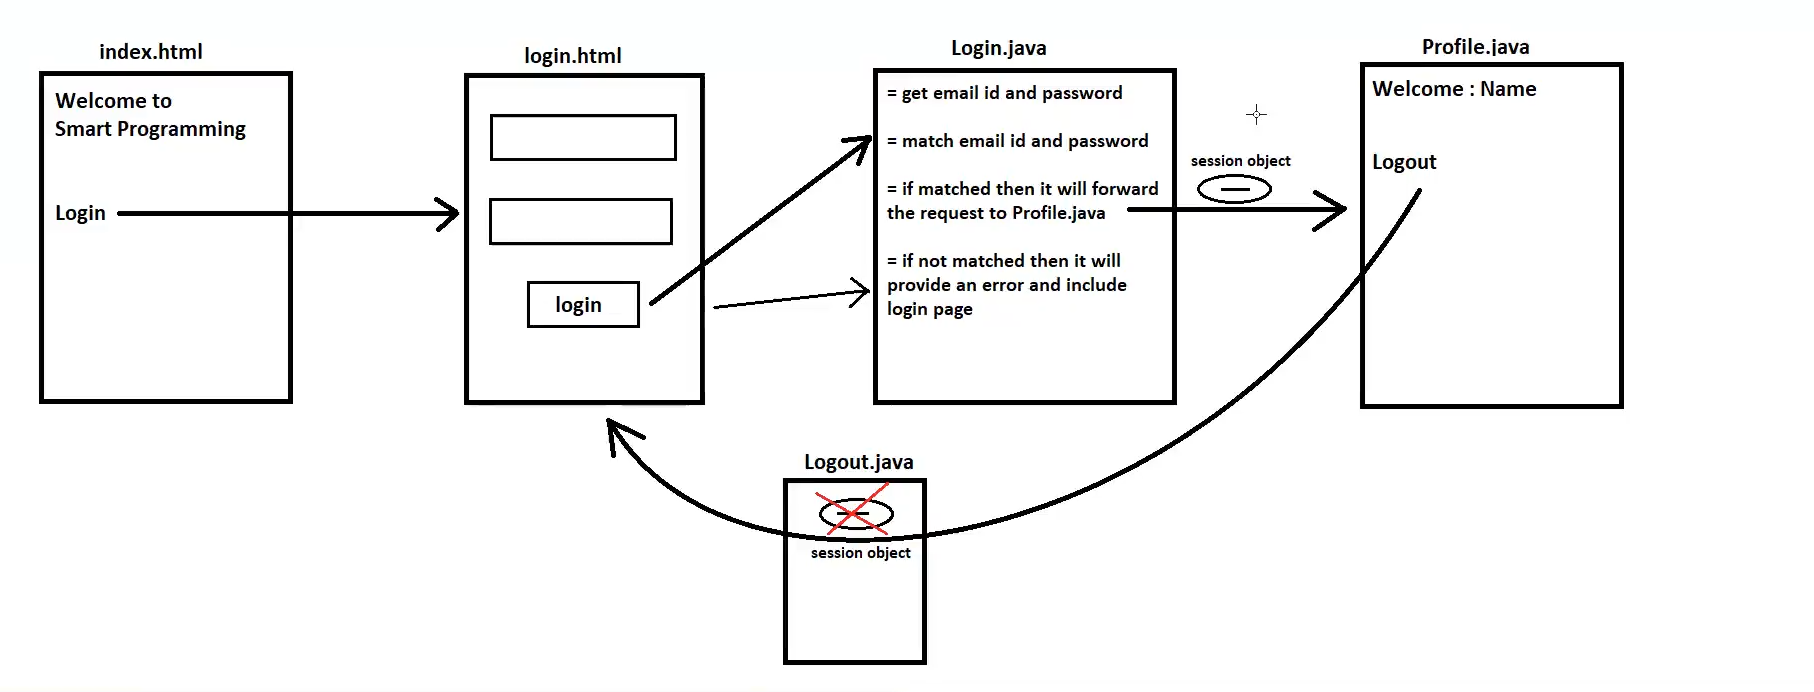 index.html
Welcome to
Smart Programming
Login
login.html
login
Login.java
= get email id and password
= match email id and password
= if matched then it will forward
the request to Profile.java
= if not matched then it will
provide an error and include
login page
session object
Profile.java
Welcome : Name
Logout
Logout.java
session object